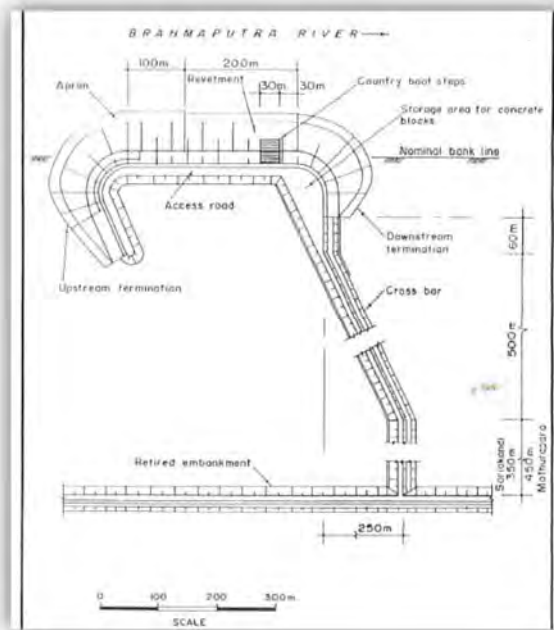 BRAHMAPUTRA RIVER
100m
200m
Revetment
30m
30m
Country boat steps
Apron
Storage area for concrete
blocks
Nominal bank line
Access road
Downstream
termination
60m
Upstream termination
Cross bar
500m
Retired embankment
Sariakandi
350m
450m
Mathurapara
250m
0 100 200 300m
SCALE